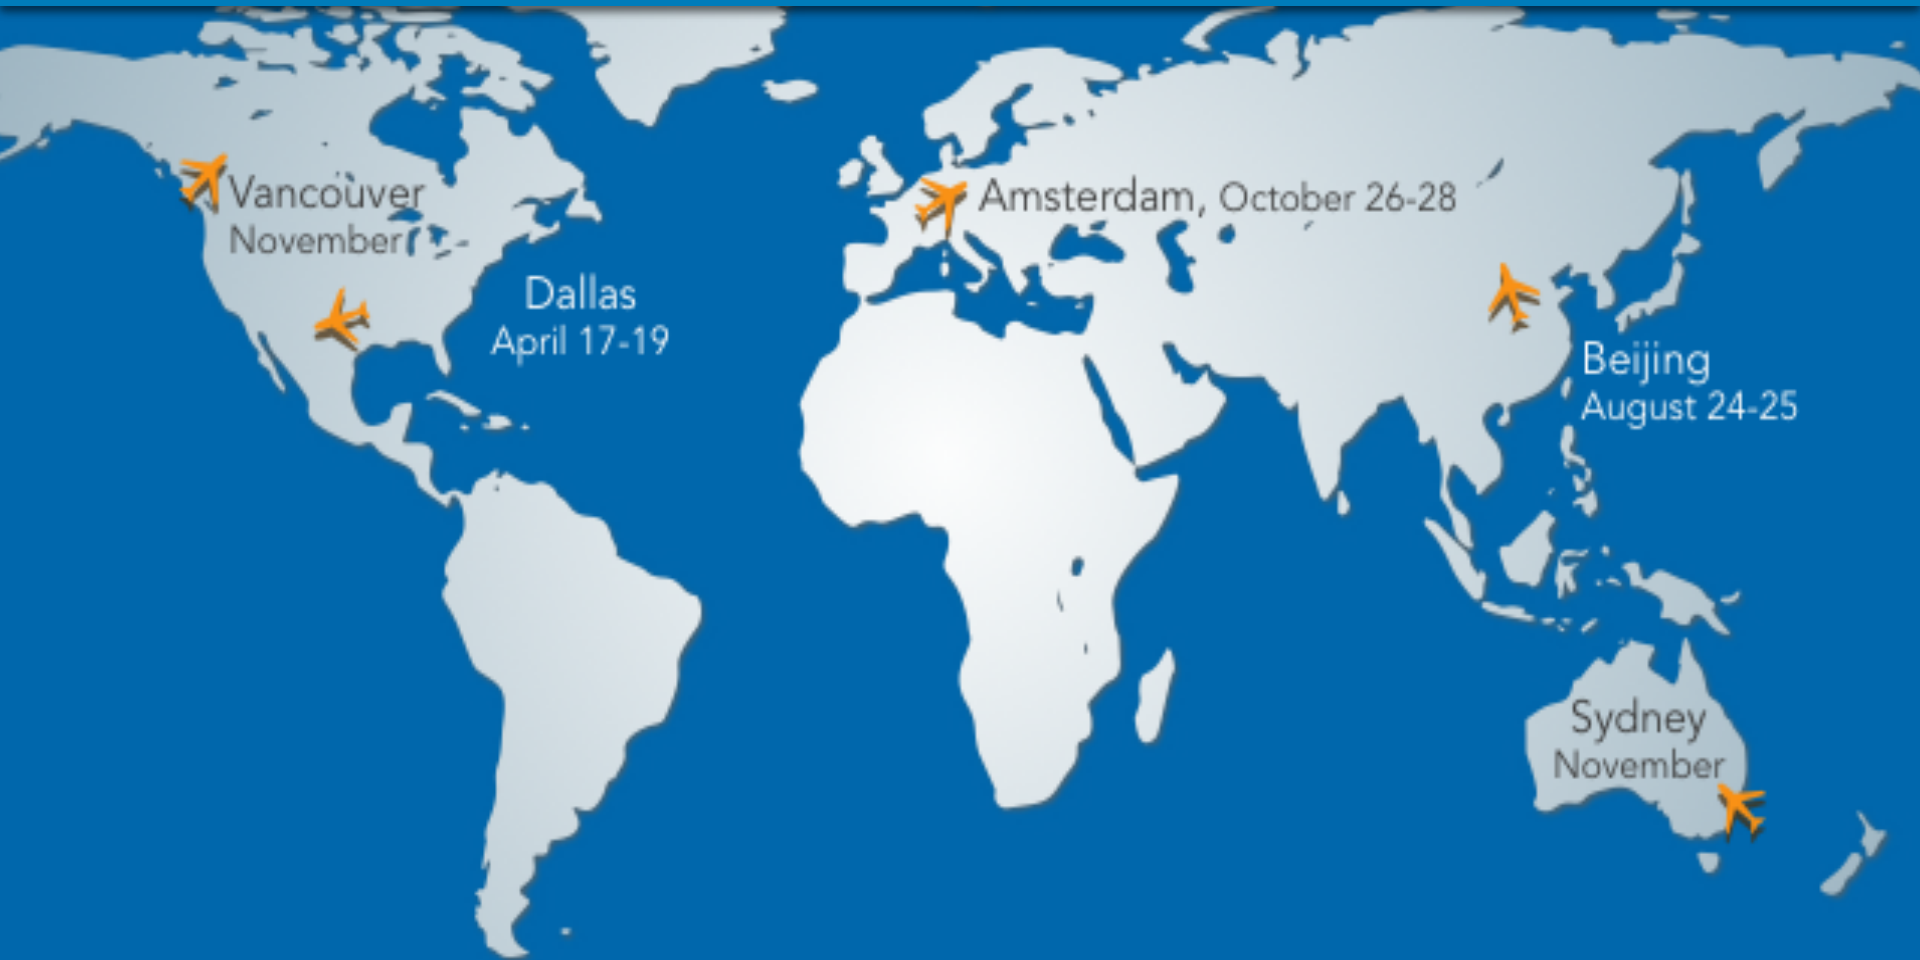 Vancouver
November
Dallas
April 17-19
Amsterdam, October 26-28
Beijing
August 24-25
Sydney
November